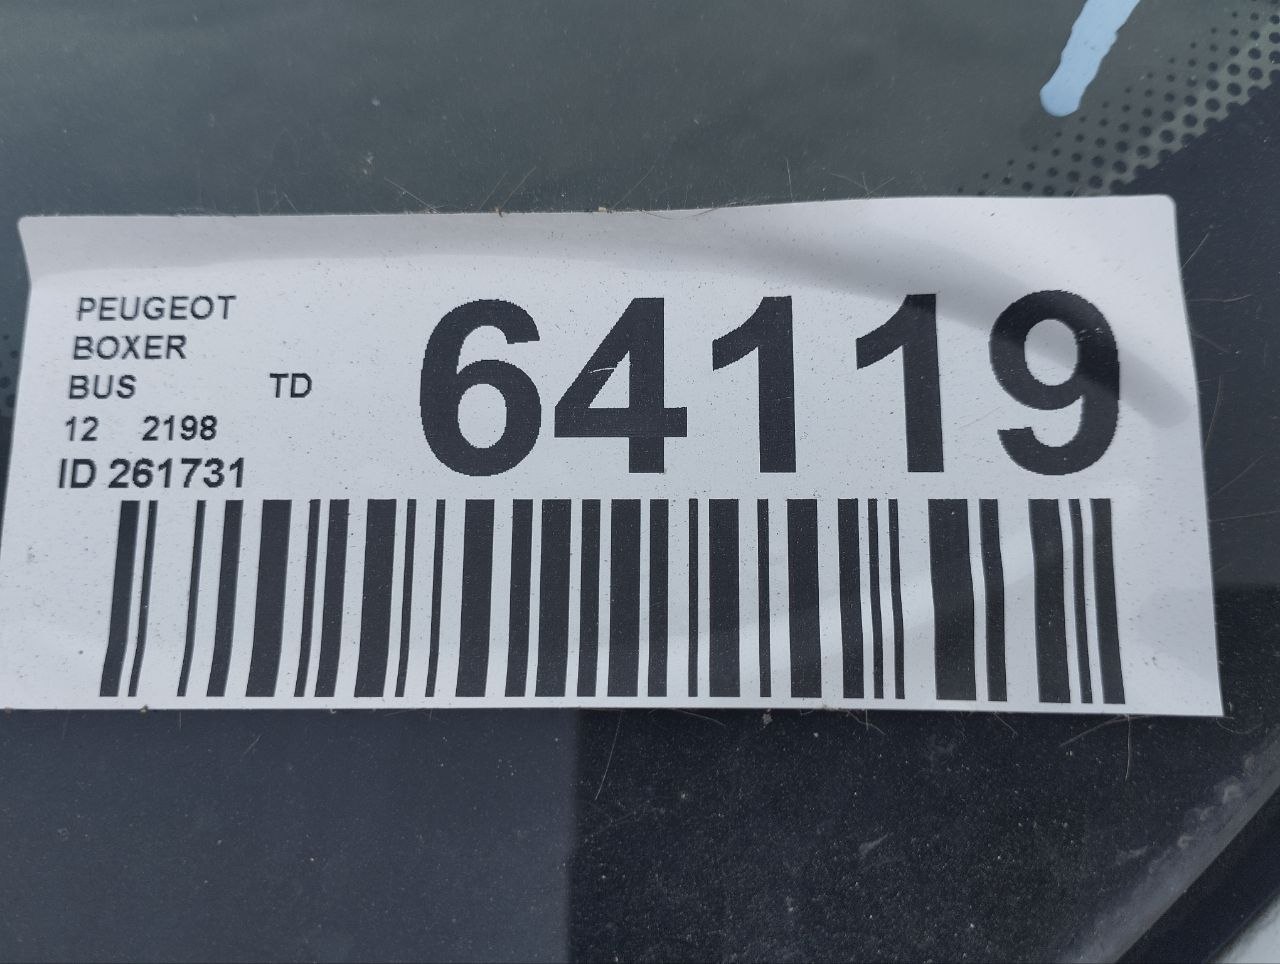 PEUGEOT
BOXER
BUS TD
12 2198
ID 261731
64119